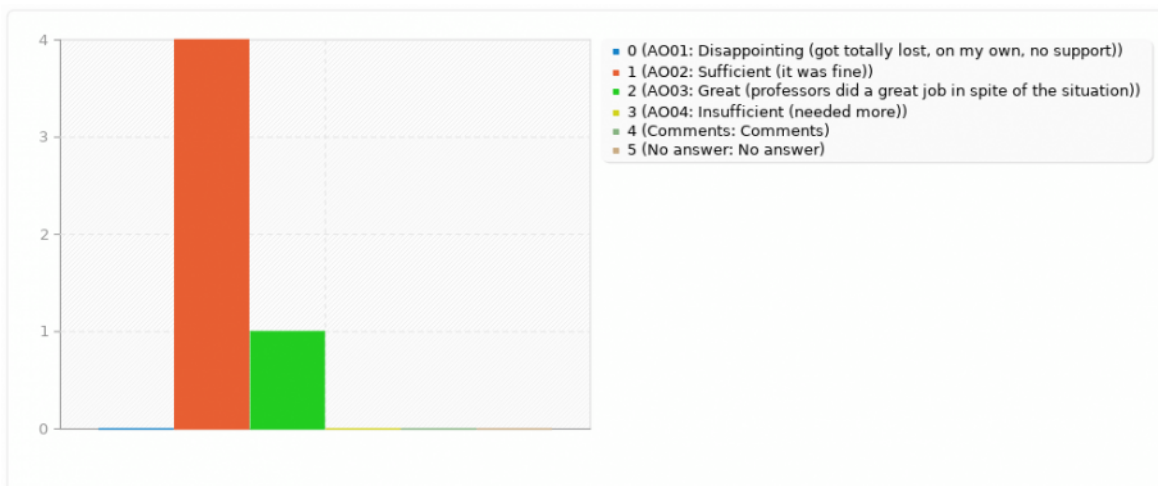 4
3
2
1
0
0 (AO01: Disappointing (got totally lost, on my own, no support))
1 (AO02: Sufficient (it was fine))
2 (AO03: Great (professors did a great job in spite of the situation))
3 (AO04: Insufficient (needed more))
4 (Comments: Comments)
5 (No answer: No answer)